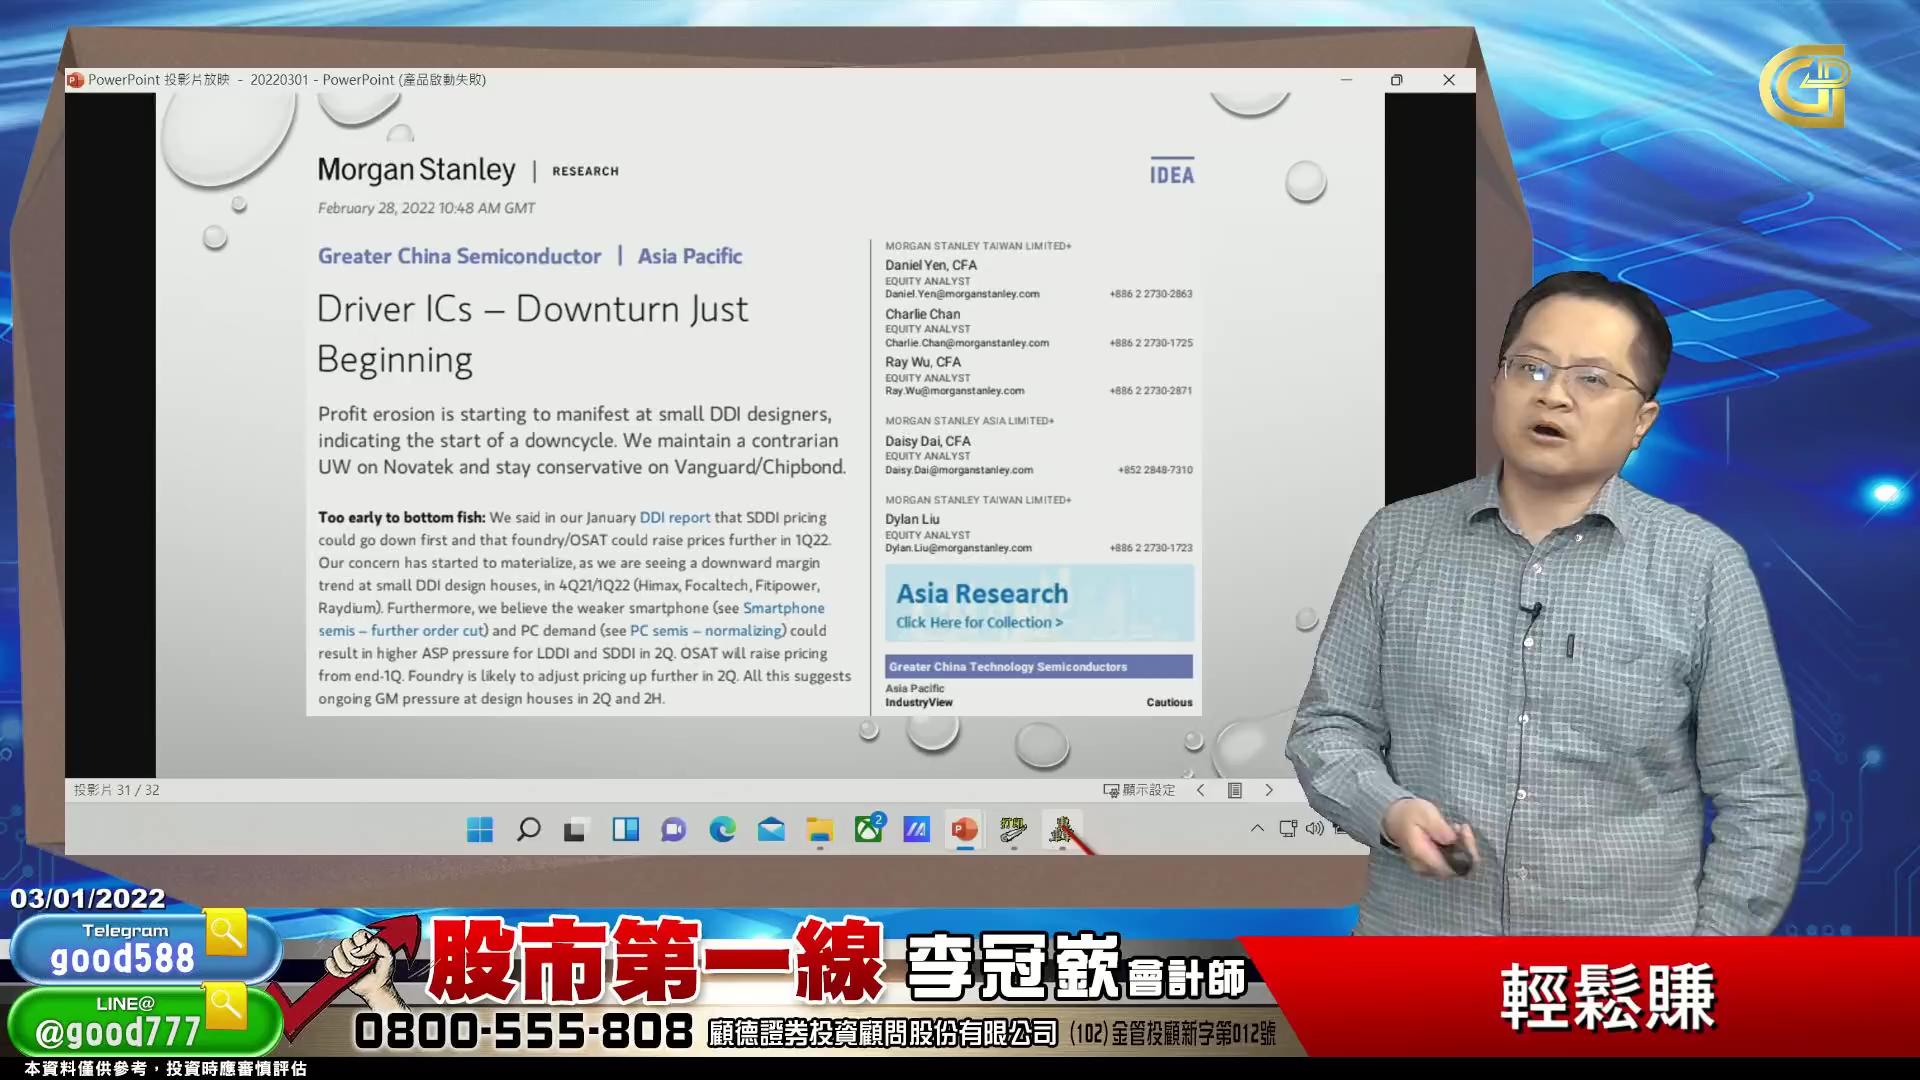 PowerPoint 投影片放映 - 20220301 - PowerPoint (產品啟動失敗)
Morgan Stanley | RESEARCH
IDEA
February 28, 2022 10:48 AM GMT
Greater China Semiconductor | Asia Pacific
Driver ICs – Downturn Just
Beginning
Profit erosion is starting to manifest at small DDI designers,
indicating the start of a downcycle. We maintain a contrarian
UW on Novatek and stay conservative on Vanguard/Chipbond.
Too early to bottom fish: We said in our January DDI report that SDDI pricing
could go down first and that foundry/OSAT could raise prices further in 1Q22.
Our concern has started to materialize, as we are seeing a downward margin
trend at small DDI design houses, in 4Q21/1Q22 (Himax, Focaltech, Fitipower,
Raydium). Furthermore, we believe the weaker smartphone (see Smartphone
semis – further order cut) and PC demand (see PC semis – normalizing) could
result in higher ASP pressure for LDDI and SDDI in 2Q. OSAT will raise pricing
from end-1Q. Foundry is likely to adjust pricing up further in 2Q. All this suggests
ongoing GM pressure at design houses in 2Q and 2H.
MORGAN STANLEY TAIWAN LIMITED+
Daniel Yen, CFA
EQUITY ANALYST
Daniel.Yen@morganstanley.com +886 2 2730-2863
Charlie Chan
EQUITY ANALYST
Charlie.Chan@morganstanley.com +886 2 2730-1725
Ray Wu, CFA
EQUITY ANALYST
Ray.Wu@morganstanley.com +886 2 2730-2871
MORGAN STANLEY ASIA LIMITED+
Daisy Dai, CFA
EQUITY ANALYST
Daisy.Dai@morganstanley.com +852 2848-7310
MORGAN STANLEY TAIWAN LIMITED+
Dylan Liu
EQUITY ANALYST
Dylan.Liu@morganstanley.com +886 2 2730-1723
Asia Research
Click Here for Collection >
Greater China Technology Semiconductors
Asia Pacific
IndustryView Cautious
投影片 31 / 32
顯示設定
2
打印
03/01/2022
Telegram
good588
LINE@
@good777
股市第一線 李冠嶔 會計師
0800-555-808 顧德證券投資顧問股份有限公司 (102)金管投顧新字第012號
輕鬆賺
本資料僅供參考，投資時應審慎評估